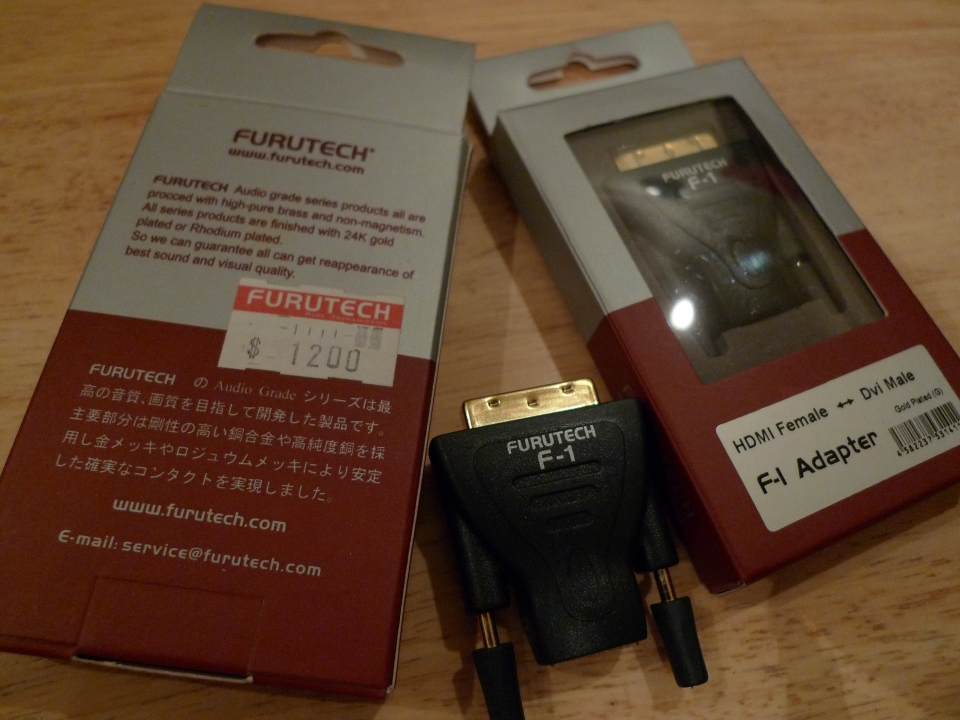 FURUTECH®
www.furutech.com
FURUTECH Audio grade series products all are
procced with high-pure brass and non-magnetism.
All series products are finished with 24K gold
plated or Rhodium plated.
So we can guarantee all can get reappearance of
best sound and visual quality.
FURUTECH
$ 1200
FURUTECH の Audio Grade シリーズは最
高の音質、画質を目指して開発した製品です。
主要部分は剛性の高い銅合金や高純度銅を採
用し金メッキやロジュウムメッキにより安定
した確実なコンタクトを実現しました。
www.furutech.com
E-mail: service@furutech.com
FURUTECH
F-1
FURUTECH
F-1
HDMI Female ↔ Dvi Male
Gold Plated (G)
F-1 Adapter